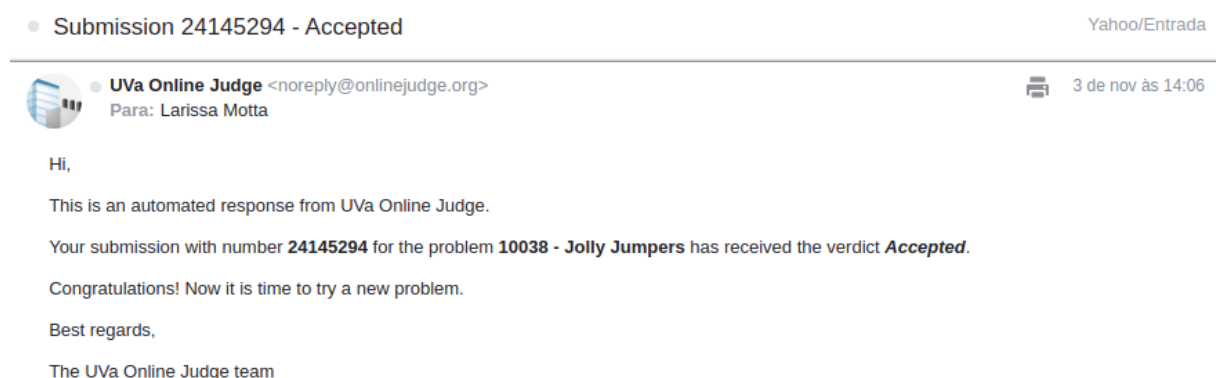 Submission 24145294 - Accepted
Yahoo/Entrada
UVa Online Judge <noreply@onlinejudge.org>
3 de nov às 14:06
Para: Larissa Motta
Hi,
This is an automated response from UVa Online Judge.
Your submission with number 24145294 for the problem 10038 - Jolly Jumpers has received the verdict Accepted.
Congratulations! Now it is time to try a new problem.
Best regards,
The UVa Online Judge team